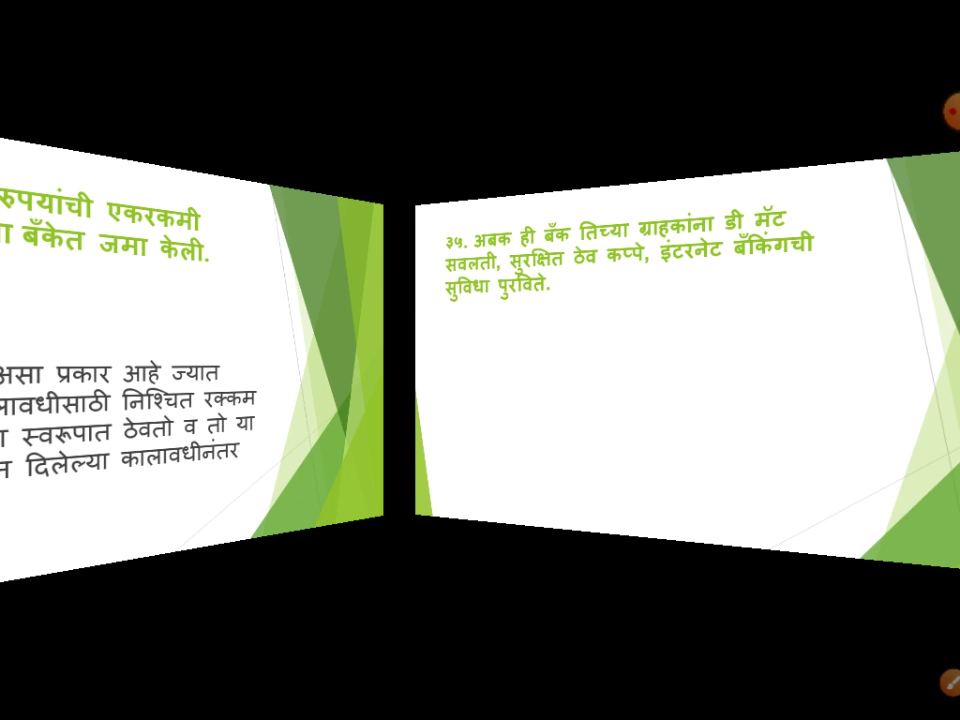 रुपयांची एकरकमी
बँकेत जमा केली.
असा प्रकार आहे ज्यात
निश्चित रक्कम
स्वरूपात ठेवतो व तो या
दिलेल्या कालावधीनंतर
३५. अबक ही बँक तिच्या ग्राहकांना डी मॅट
सवलती, सुरक्षित ठेव कप्पे, इंटरनेट बँकिंगची
सुविधा पुरविते.